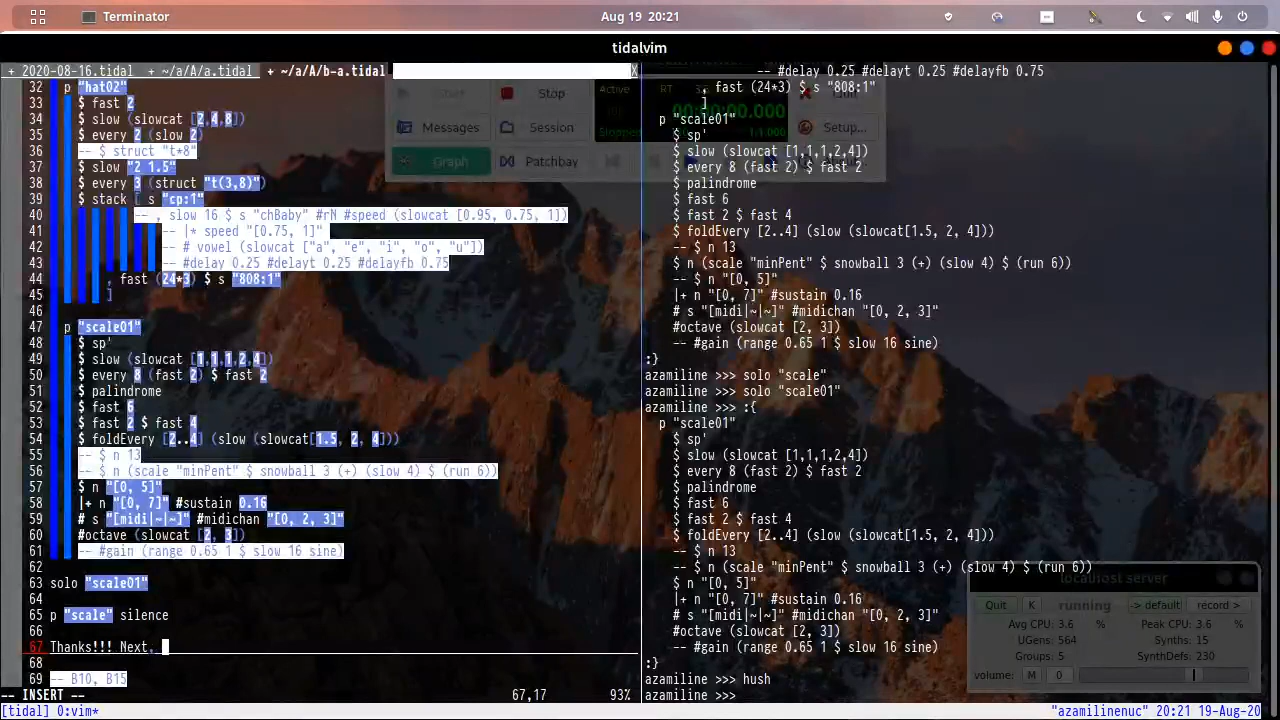 Terminator
Aug 19 20:21
tidalvim
+ 2020-08-16.tidal + ~/a/A/a.tidal + ~/a/A/b-a.tidal X
32 p "hat02"
33 $ fast 2
34 $ slow (slowcat [2,4,8])
35 $ every 2 (slow 2)
36 -- $ struct "t*8"
37 $ slow "2 1.5"
38 $ every 3 (struct "t(3,8)")
39 $ stack [ s "cp:1"
40 -- , slow 16 $ s "chBaby" #rN #speed (slowcat [0.95, 0.75, 1])
41 -- |* speed "[0.75, 1]"
42 -- # vowel (slowcat ["a", "e", "i", "o", "u"])
43 -- #delay 0.25 #delayt 0.25 #delayfb 0.75
44 , fast (24*3) $ s "808:1"
45 ]
46
47 p "scale01"
48 $ sp'
49 $ slow (slowcat [1,1,1,2,4])
50 $ every 8 (fast 2) $ fast 2
51 $ palindrome
52 $ fast 6
53 $ fast 2 $ fast 4
54 $ foldEvery [2..4] (slow (slowcat[1.5, 2, 4]))
55 -- $ n 13
56 -- $ n (scale "minPent" $ snowball 3 (+) (slow 4) $ (run 6))
57 $ n "[0, 5]"
58 |+ n "[0, 7]" #sustain 0.16
59 # s "[midi|~|~]" #midichan "[0, 2, 3]"
60 #octave (slowcat [2, 3])
61 -- #gain (range 0.65 1 $ slow 16 sine)
62
63 solo "scale01"
64
65 p "scale" silence
66
67 Thanks!!! Next,
68
69 -- B10, B15
-- INSERT -- 67,17 93%
-- #delay 0.25 #delayt 0.25 #delayfb 0.75
, fast (24*3) $ s "808:1"
]
p "scale01"
$ sp'
$ slow (slowcat [1,1,1,2,4])
$ every 8 (fast 2) $ fast 2
$ palindrome
$ fast 6
$ fast 2 $ fast 4
$ foldEvery [2..4] (slow (slowcat[1.5, 2, 4]))
-- $ n 13
$ n (scale "minPent" $ snowball 3 (+) (slow 4) $ (run 6))
-- $ n "[0, 5]"
|+ n "[0, 7]" #sustain 0.16
# s "[midi|~|~]" #midichan "[0, 2, 3]"
#octave (slowcat [2, 3])
-- #gain (range 0.65 1 $ slow 16 sine)
:}
azamiline >>> solo "scale"
azamiline >>> solo "scale01"
azamiline >>> :{
p "scale01"
$ sp'
$ slow (slowcat [1,1,1,2,4])
$ every 8 (fast 2) $ fast 2
$ palindrome
$ fast 6
$ fast 2 $ fast 4
$ foldEvery [2..4] (slow (slowcat[1.5, 2, 4]))
-- $ n 13
-- $ n (scale "minPent" $ snowball 3 (+) (slow 4) $ (run 6))
$ n "[0, 5]"
|+ n "[0, 7]" #sustain 0.16
# s "[midi|~|~]" #midichan "[0, 2, 3]"
#octave (slowcat [2, 3])
-- #gain (range 0.65 1 $ slow 16 sine)
:}
azamiline >>> hush
azamiline >>>
Start Stop Active RT 00:00:00.000 Quit
Messages Session Stopped 1.1.000 Setup...
Graph Patchbay
localhost server
Quit K running -> default record >
Avg CPU: 3.6 % Peak CPU: 3.6 %
UGens: 564 Synths: 15
Groups: 5 SynthDefs: 230
volume: M 0
[tidal] 0:vim* "azamilinenuc" 20:21 19-Aug-20